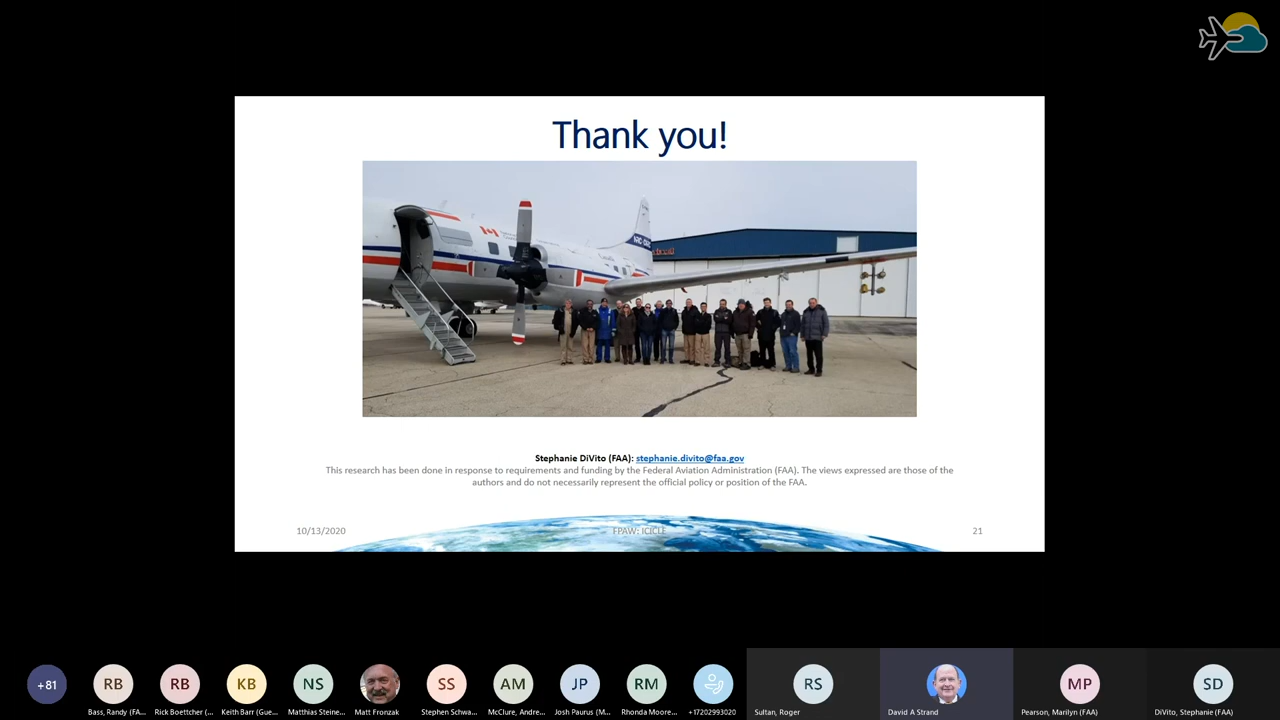 Thank you!
Stephanie DiVito (FAA): stephanie.divito@faa.gov
This research has been done in response to requirements and funding by the Federal Aviation Administration (FAA). The views expressed are those of the
authors and do not necessarily represent the official policy or position of the FAA.
10/13/2020
FPAW: ICICLE
21
+81
RB
RB
KB
NS
SS
AM
JP
RM
RS
MP
SD
Bass, Randy (FA...
Rick Boettcher (...
Keith Barr (Gue...
Matthias Steine...
Matt Fronzak
Stephen Schwa...
McClure, Andre...
Josh Paurus (M...
Rhonda Moore...
+17202993020
Sultan, Roger
David A Strand
Pearson, Marilyn (FAA)
DiVito, Stephanie (FAA)